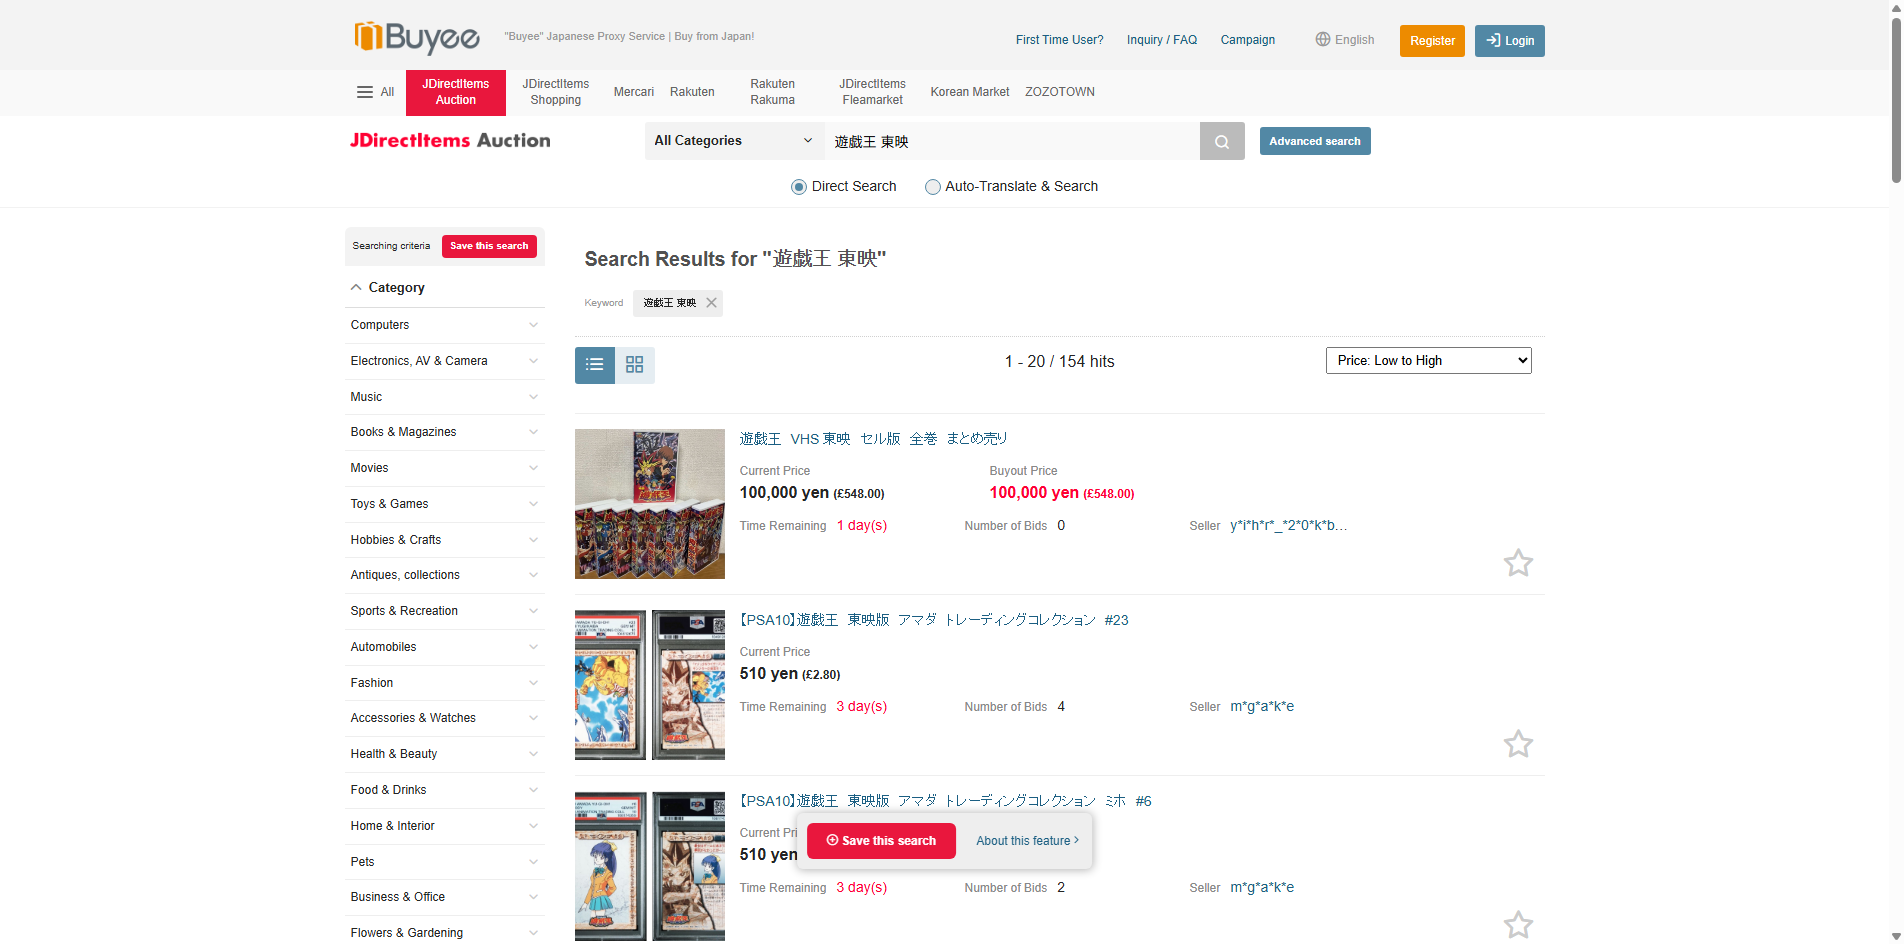 Buyee
"Buyee" Japanese Proxy Service | Buy from Japan!
First Time User?
Inquiry / FAQ
Campaign
English
Register
Login
All
JDirectItems Auction
JDirectItems Shopping
Mercari
Rakuten
Rakuten Rakuma
JDirectItems Fleamarket
Korean Market
ZOZOTOWN
JDirectItems Auction
All Categories
遊戯王 東映
Advanced search
Direct Search
Auto-Translate & Search
Searching criteria
Save this search
Category
Computers
Electronics, AV & Camera
Music
Books & Magazines
Movies
Toys & Games
Hobbies & Crafts
Antiques, collections
Sports & Recreation
Automobiles
Fashion
Accessories & Watches
Health & Beauty
Food & Drinks
Home & Interior
Pets
Business & Office
Flowers & Gardening
Search Results for "遊戯王 東映"
Keyword
遊戯王 東映
1 - 20 / 154 hits
Price: Low to High
遊戯王 VHS 東映 セル版 全巻 まとめ売り
Current Price
100,000 yen (£548.00)
Buyout Price
100,000 yen (£548.00)
Time Remaining 1 day(s)
Number of Bids 0
Seller y*i*h*r*_*2*0*k*b…
【PSA10】遊戯王 東映版 アマダ トレーディングコレクション #23
Current Price
510 yen (£2.80)
Time Remaining 3 day(s)
Number of Bids 4
Seller m*g*a*k*e
【PSA10】遊戯王 東映版 アマダ トレーディングコレクション ミホ #6
Current Pri
510 yen
Save this search
About this feature
Time Remaining 3 day(s)
Number of Bids 2
Seller m*g*a*k*e